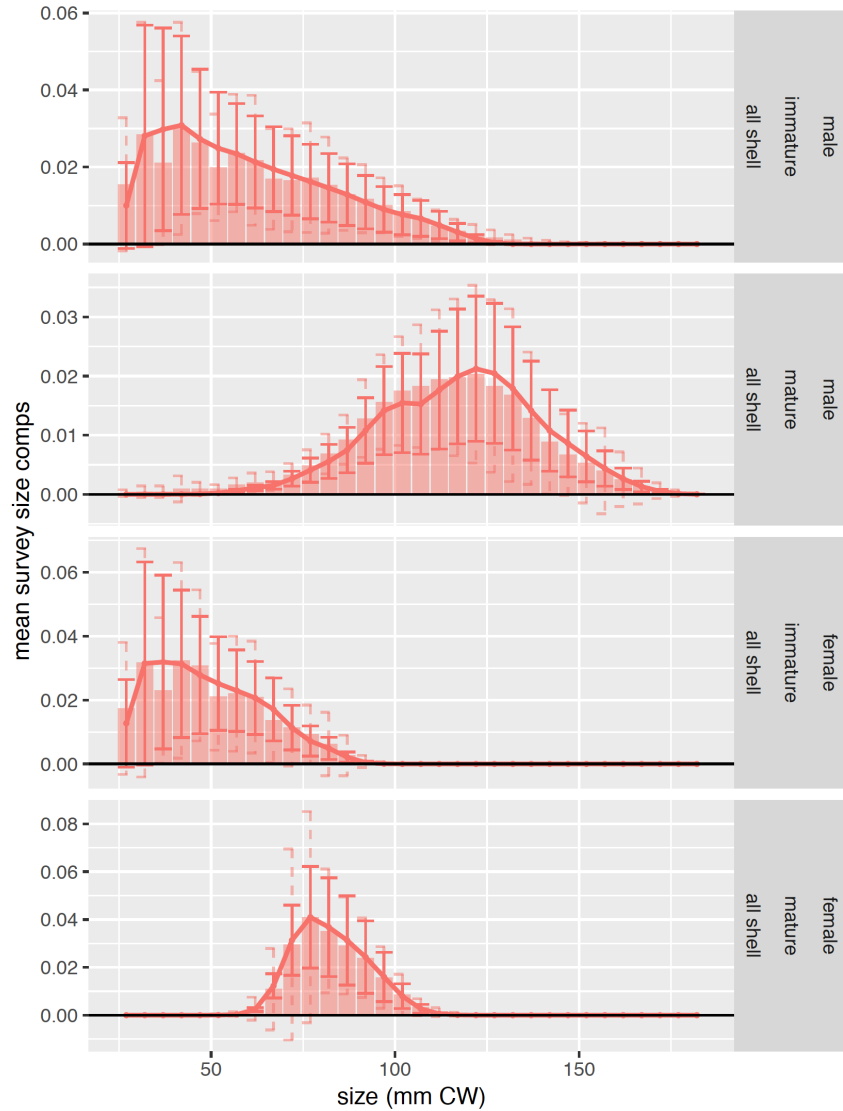 mean survey size comps
0.06
0.04
0.02
0.00
male
immature
all shell
0.03
0.02
0.01
0.00
male
mature
all shell
0.06
0.04
0.02
0.00
female
immature
all shell
0.08
0.06
0.04
0.02
0.00
female
mature
all shell
50 100 150
size (mm CW)